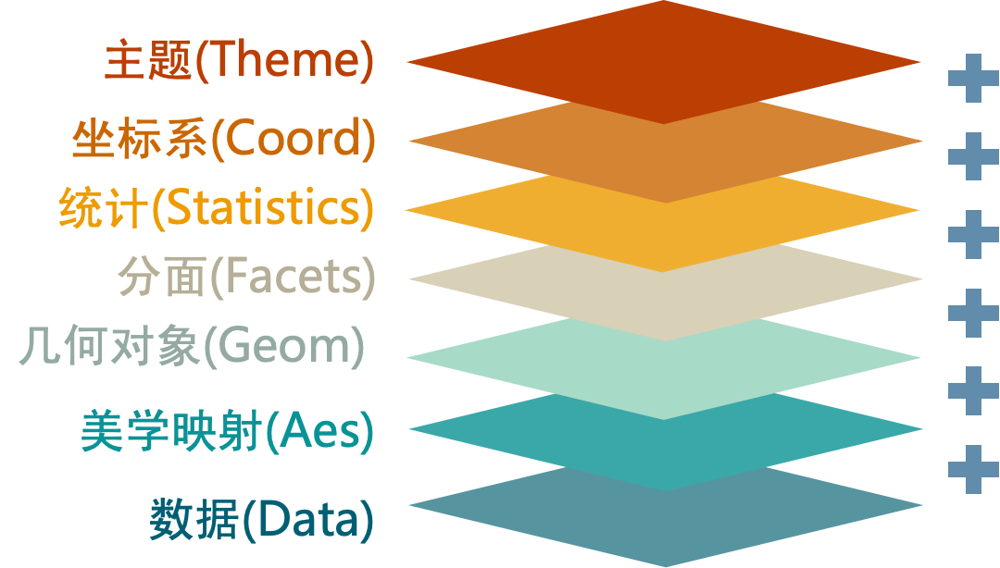 主题(Theme)
坐标系(Coord)
统计(Statistics)
分面(Facets)
几何对象(Geom)
美学映射(Aes)
数据(Data)